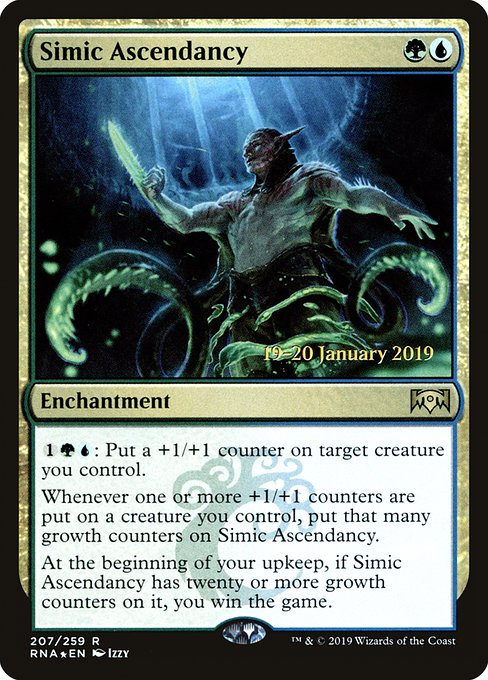 Simic Ascendancy
19–20 January 2019
Enchantment
1: Put a +1/+1 counter on target creature
you control.
Whenever one or more +1/+1 counters are
put on a creature you control, put that many
growth counters on Simic Ascendancy.
At the beginning of your upkeep, if Simic
Ascendancy has twenty or more growth
counters on it, you win the game.
207/259 R
RNA★EN Izzy
™ & © 2019 Wizards of the Coast